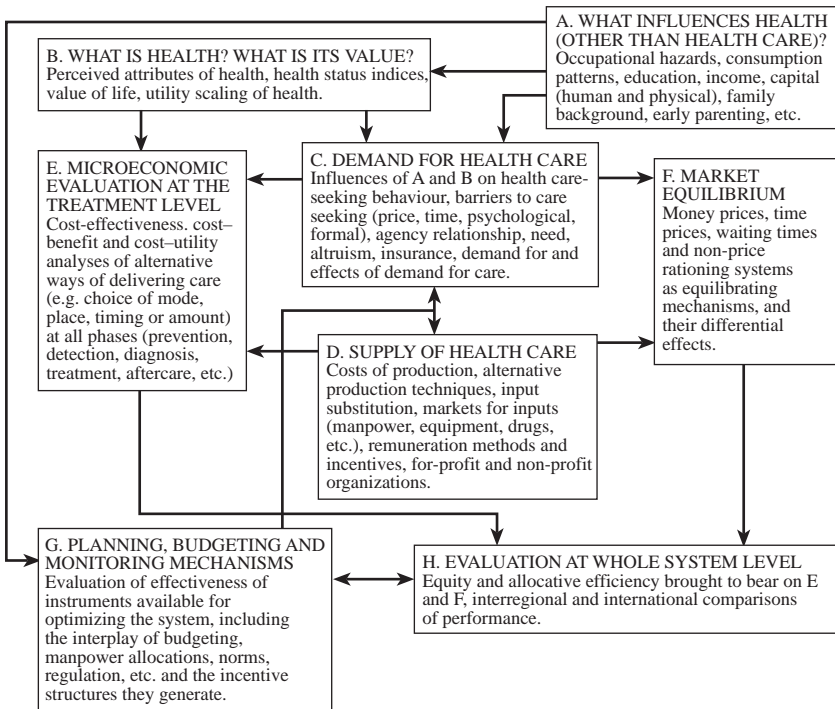 A. WHAT INFLUENCES HEALTH
(OTHER THAN HEALTH CARE)?
Occupational hazards, consumption
patterns, education, income, capital
(human and physical), family
background, early parenting, etc.
B. WHAT IS HEALTH? WHAT IS ITS VALUE?
Perceived attributes of health, health status indices,
value of life, utility scaling of health.
E. MICROECONOMIC
EVALUATION AT THE
TREATMENT LEVEL
Cost-effectiveness. cost–
benefit and cost–utility
analyses of alternative
ways of delivering care
(e.g. choice of mode,
place, timing or amount)
at all phases (prevention,
detection, diagnosis,
treatment, aftercare, etc.)
C. DEMAND FOR HEALTH CARE
Influences of A and B on health care-
seeking behaviour, barriers to care
seeking (price, time, psychological,
formal), agency relationship, need,
altruism, insurance, demand for and
effects of demand for care.
F. MARKET
EQUILIBRIUM
Money prices, time
prices, waiting times
and non-price
rationing systems
as equilibrating
mechanisms, and
their differential
effects.
D. SUPPLY OF HEALTH CARE
Costs of production, alternative
production techniques, input
substitution, markets for inputs
(manpower, equipment, drugs,
etc.), remuneration methods and
incentives, for-profit and non-profit
organizations.
G. PLANNING, BUDGETING AND
MONITORING MECHANISMS
Evaluation of effectiveness of
instruments available for
optimizing the system, including
the interplay of budgeting,
manpower allocations, norms,
regulation, etc. and the incentive
structures they generate.
H. EVALUATION AT WHOLE SYSTEM LEVEL
Equity and allocative efficiency brought to bear on E
and F, interregional and international comparisons
of performance.